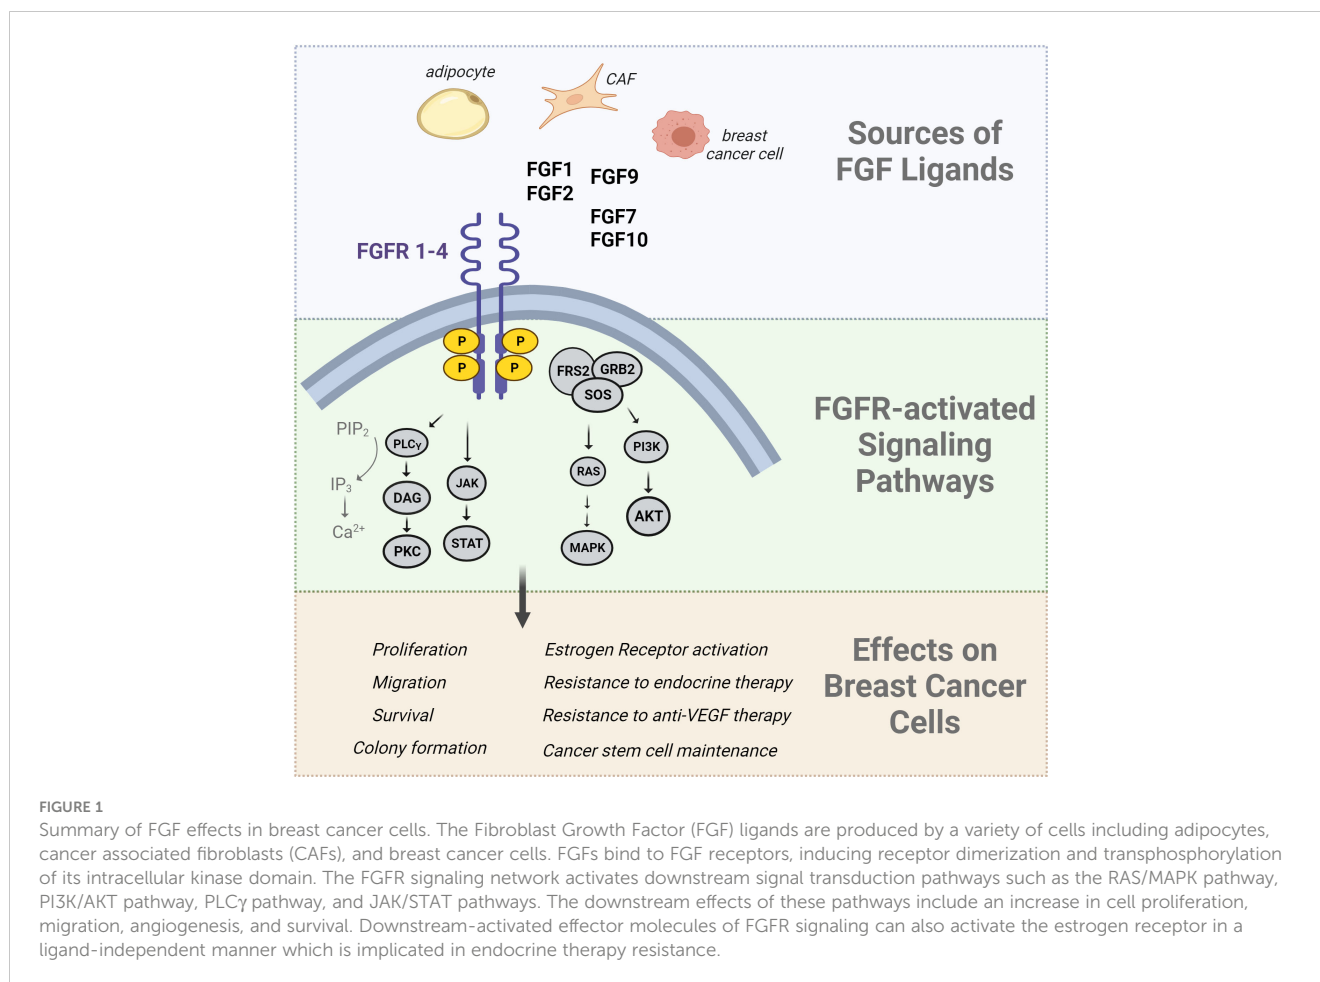 adipocyte
CAF
breast
cancer cell
Sources of
FGF Ligands
FGF1
FGF2
FGF9
FGF7
FGF10
FGFR 1-4
P
P
P
P
FRS2
GRB2
SOS
FGFR-activated
Signaling
Pathways
PIP2
IP3
Ca2+
PLCγ
DAG
PKC
JAK
STAT
RAS
MAPK
PI3K
AKT
Proliferation
Migration
Survival
Colony formation
Estrogen Receptor activation
Resistance to endocrine therapy
Resistance to anti-VEGF therapy
Cancer stem cell maintenance
Effects on
Breast Cancer
Cells
FIGURE 1
Summary of FGF effects in breast cancer cells. The Fibroblast Growth Factor (FGF) ligands are produced by a variety of cells including adipocytes,
cancer associated fibroblasts (CAFs), and breast cancer cells. FGFs bind to FGF receptors, inducing receptor dimerization and transphosphorylation
of its intracellular kinase domain. The FGFR signaling network activates downstream signal transduction pathways such as the RAS/MAPK pathway,
PI3K/AKT pathway, PLCγ pathway, and JAK/STAT pathways. The downstream effects of these pathways include an increase in cell proliferation,
migration, angiogenesis, and survival. Downstream-activated effector molecules of FGFR signaling can also activate the estrogen receptor in a
ligand-independent manner which is implicated in endocrine therapy resistance.